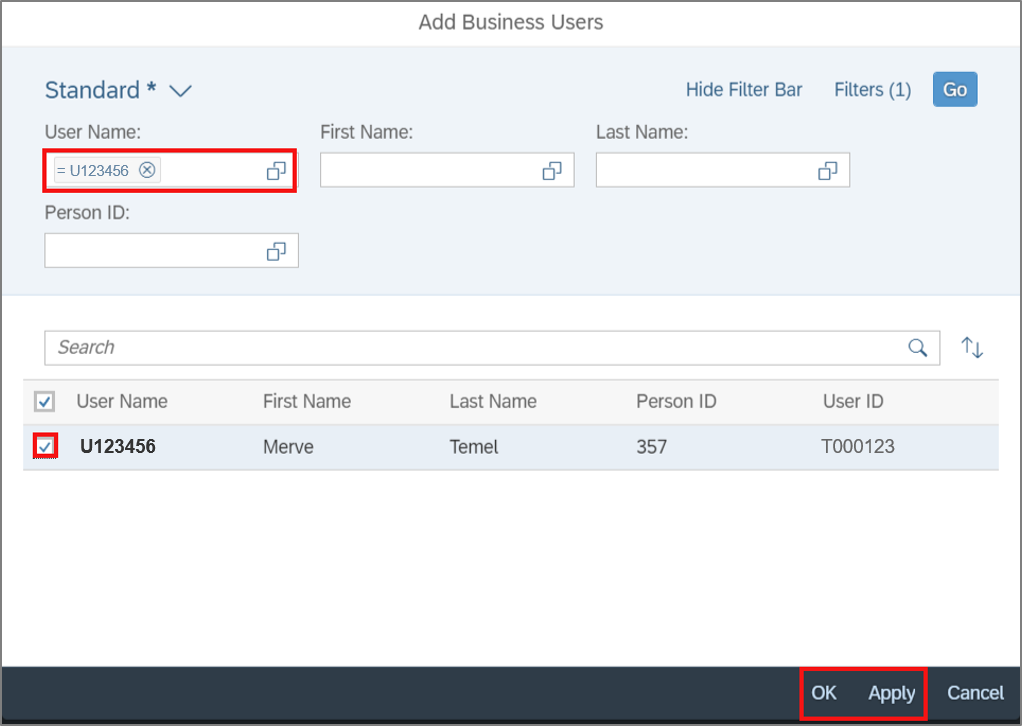 Add Business Users
Standard * Hide Filter Bar Filters (1) Go
User Name: First Name: Last Name:
= U123456
Person ID:
Search
User Name First Name Last Name Person ID User ID
U123456 Merve Temel 357 T000123
OK Apply Cancel